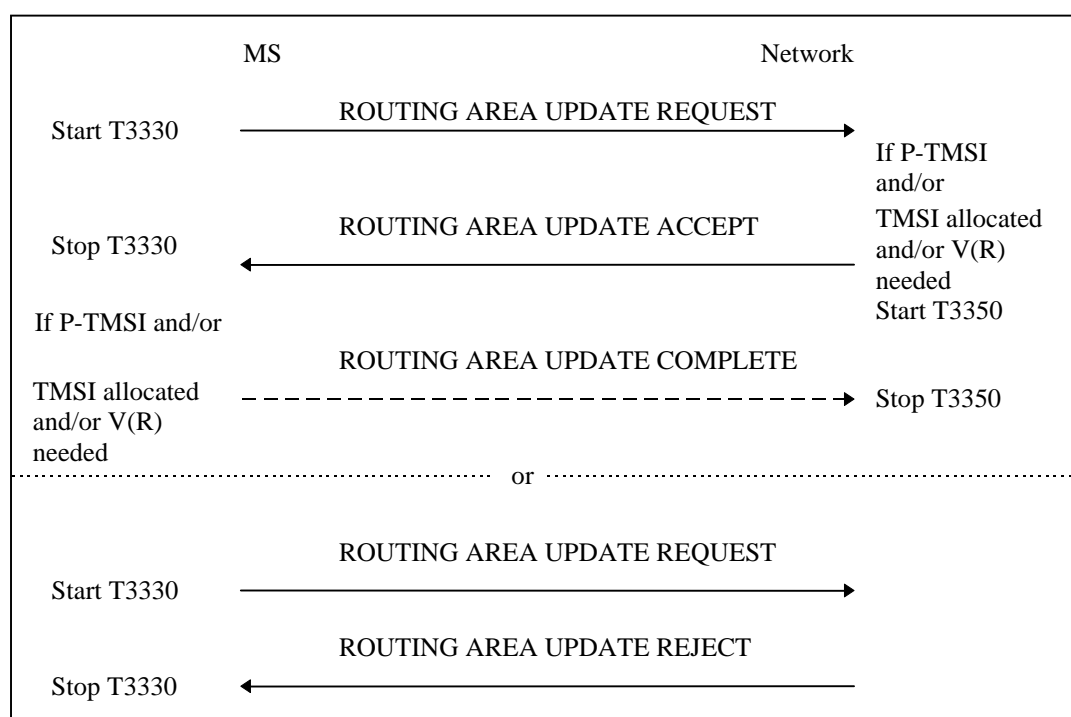 MS
Network
ROUTING AREA UPDATE REQUEST
Start T3330
If P-TMSI
and/or
TMSI allocated
and/or V(R)
needed
Start T3350
ROUTING AREA UPDATE ACCEPT
Stop T3330
If P-TMSI and/or
TMSI allocated
and/or V(R)
needed
ROUTING AREA UPDATE COMPLETE
Stop T3350
or
ROUTING AREA UPDATE REQUEST
Start T3330
ROUTING AREA UPDATE REJECT
Stop T3330